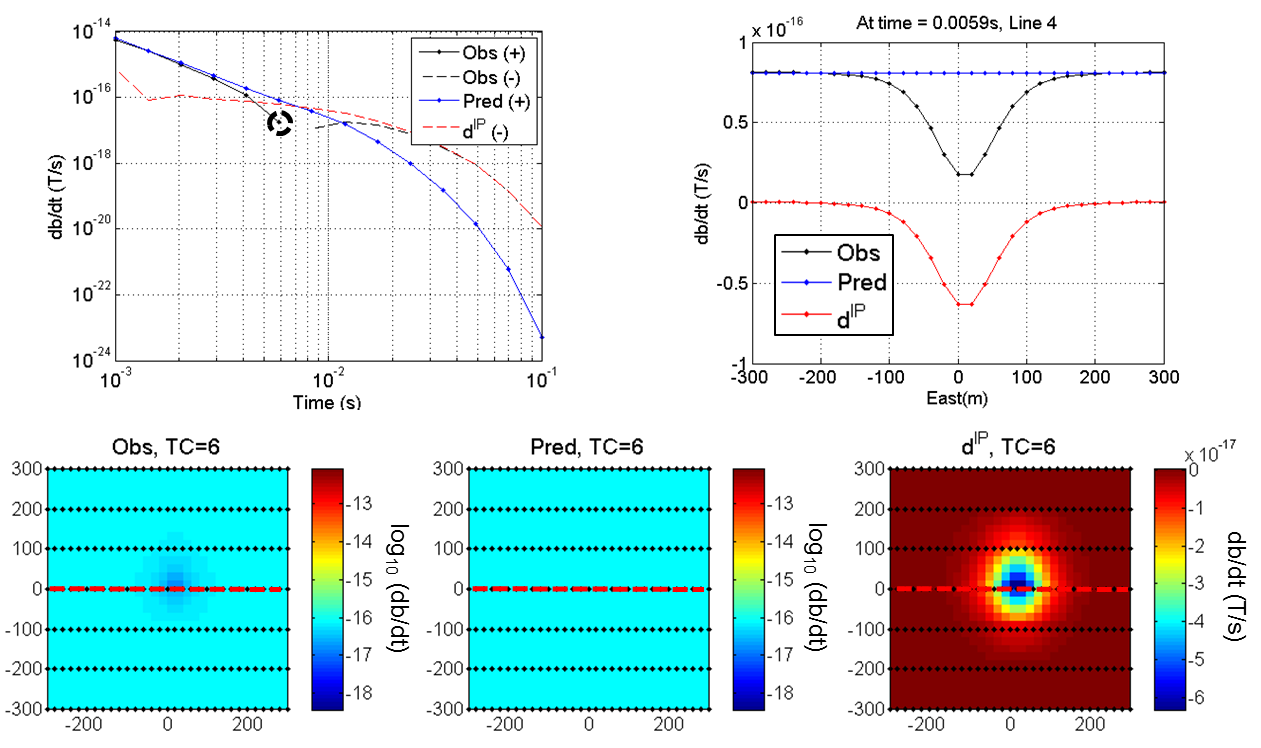 10^-14
10^-16
10^-18
10^-20
10^-22
10^-24
db/dt (T/s)
10^-3
10^-2
10^-1
Time (s)
Obs (+)
Obs (-)
Pred (+)
d^IP (-)
At time = 0.0059s, Line 4
x 10^-16
1
0.5
0
-0.5
-1
db/dt (T/s)
-300 -200 -100 0 100 200 300
East(m)
Obs
Pred
d^IP
Obs, TC=6
300
200
100
0
-100
-200
-300
-200 0 200
-13
-14
-15
-16
-17
-18
log10 (db/dt)
Pred, TC=6
300
200
100
0
-100
-200
-300
-200 0 200
-13
-14
-15
-16
-17
-18
log10 (db/dt)
d^IP, TC=6
300
200
100
0
-100
-200
-300
-200 0 200
x 10^-17
0
-1
-2
-3
-4
-5
-6
db/dt (T/s)